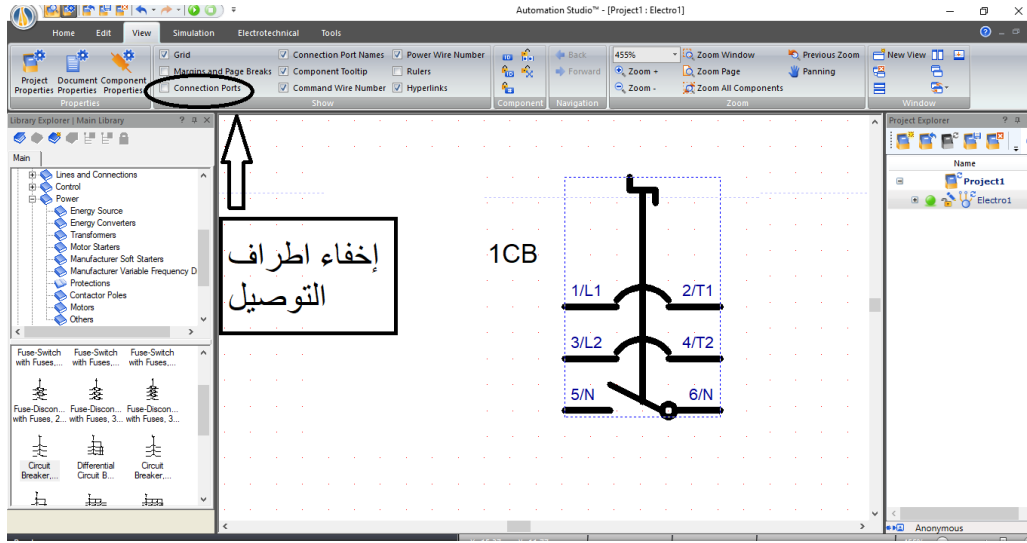 Automation Studio™ - [Project1 : Electro1]
Home Edit View Simulation Electrotechnical Tools
Grid Connection Port Names Power Wire Number Back 455% Zoom Window Previous Zoom New View
Project Properties Document Properties Component Properties
Margins and Page Breaks Component Tooltip Rulers Forward Zoom + Zoom Page Panning
Connection Ports Command Wire Number Hyperlinks Zoom - Zoom All Components
Properties Show Component Navigation Zoom Window
Library Explorer | Main Library
Main
Lines and Connections
Control
Power
Energy Source
Energy Converters
Transformers
Motor Starters
Manufacturer Soft Starters
Manufacturer Variable Frequency D
Protections
Contactor Poles
Motors
Others
Fuse-Switch with Fuses,... Fuse-Switch with Fuses,... Fuse-Switch with Fuses,...
Fuse-Discon... with Fuses, 2... Fuse-Discon... with Fuses, 3... Fuse-Discon... with Fuses, 3...
Circuit Breaker,... Differential Circuit B... Circuit Breaker,...
إخفاء اطراف
التوصيل
1CB
1/L1 2/T1
3/L2 4/T2
5/N 6/N
Project Explorer
Name
Project1
Electro1
Anonymous